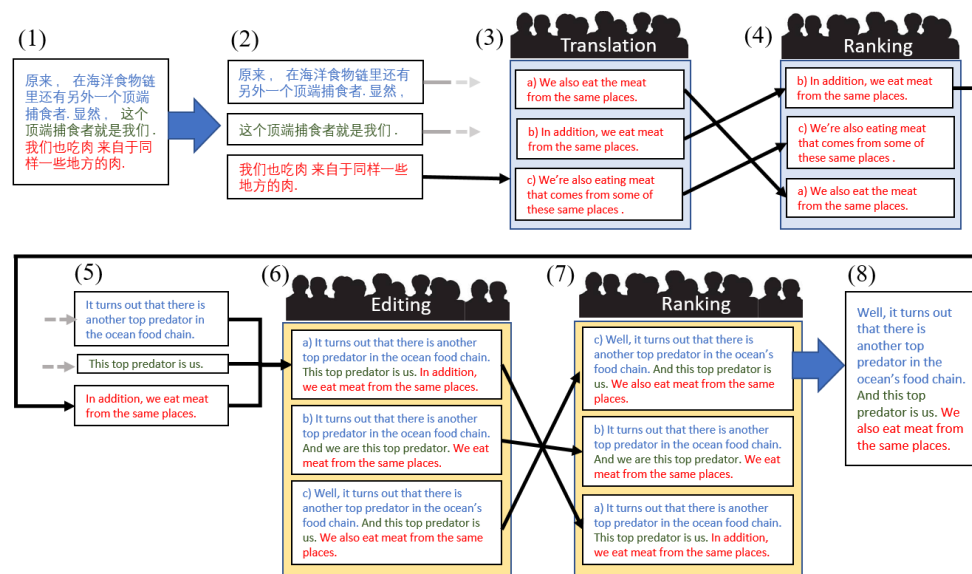 (1)
原来， 在海洋食物链
里还有另外一个顶端
捕食者. 显然， 这个
顶端捕食者就是我们 .
我们也吃肉 来自于同
样一些地方的肉.
(2)
原来， 在海洋食物链里还有
另外一个顶端捕食者. 显然 ,
这个顶端捕食者就是我们 .
我们也吃肉 来自于同样一些
地方的肉.
(3)
Translation
a) We also eat the meat
from the same places.
b) In addition, we eat meat
from the same places.
c) We're also eating meat
that comes from some of
these same places .
(4)
Ranking
b) In addition, we eat meat
from the same places.
c) We're also eating meat
that comes from some of
these same places .
a) We also eat the meat
from the same places.
(5)
It turns out that there is
another top predator in
the ocean food chain.
This top predator is us.
In addition, we eat meat
from the same places.
(6)
Editing
a) It turns out that there is another
top predator in the ocean food chain.
This top predator is us. In addition,
we eat meat from the same places.
b) It turns out that there is another
top predator in the ocean food chain.
And we are this top predator. We eat
meat from the same places.
c) Well, it turns out that there is
another top predator in the ocean's
food chain. And this top predator is
us. We also eat meat from the same
places.
(7)
Ranking
c) Well, it turns out that there is
another top predator in the ocean's
food chain. And this top predator
is us. We also eat meat from the
same places.
b) It turns out that there is another
top predator in the ocean food chain.
And we are this top predator. We eat
meat from the same places.
a) It turns out that there is another
top predator in the ocean food chain.
This top predator is us. In addition,
we eat meat from the same places.
(8)
Well, it turns out
that there is
another top
predator in the
ocean's food chain.
And this top
predator is us. We
also eat meat from
the same places.